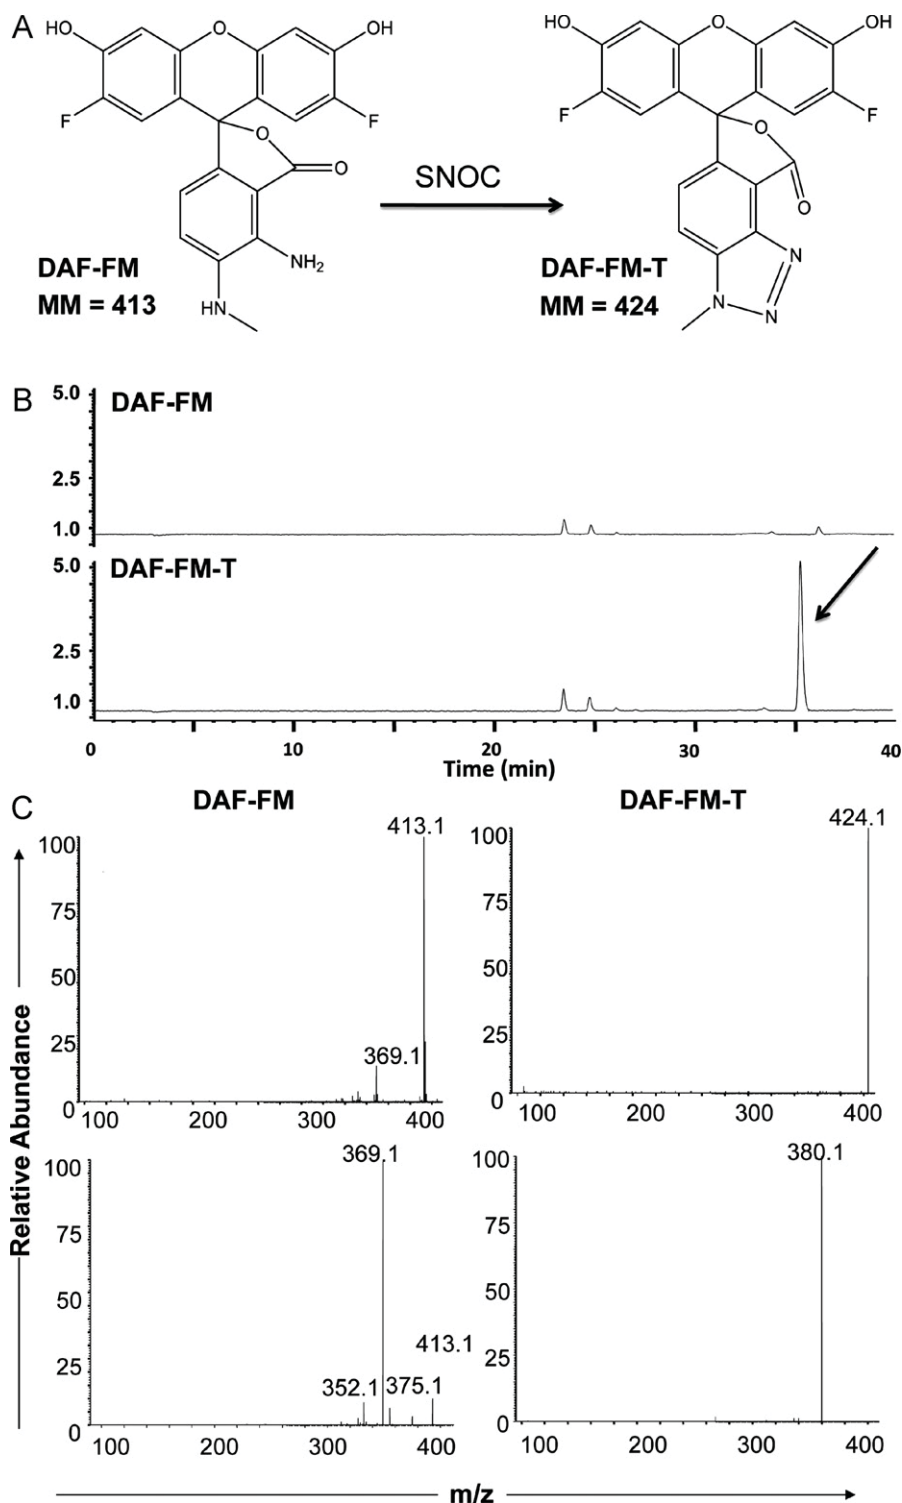 A
HO O OH
HO O OH
F F
F F
O
O
O
O
SNOC
NH₂
HN
N
N
N
DAF-FM
MM = 413
DAF-FM-T
MM = 424
B
5.0
DAF-FM
2.5
1.0
5.0
DAF-FM-T
2.5
1.0
0 10 20 30 40
Time (min)
C
DAF-FM
DAF-FM-T
Relative Abundance
413.1
100
75
50
25
369.1
0
100 200 300 400
424.1
100
75
50
25
0
100 200 300 400
369.1
100
75
50
413.1
25
352.1 375.1
0
100 200 300 400
380.1
100
75
50
25
0
100 200 300 400
m/z